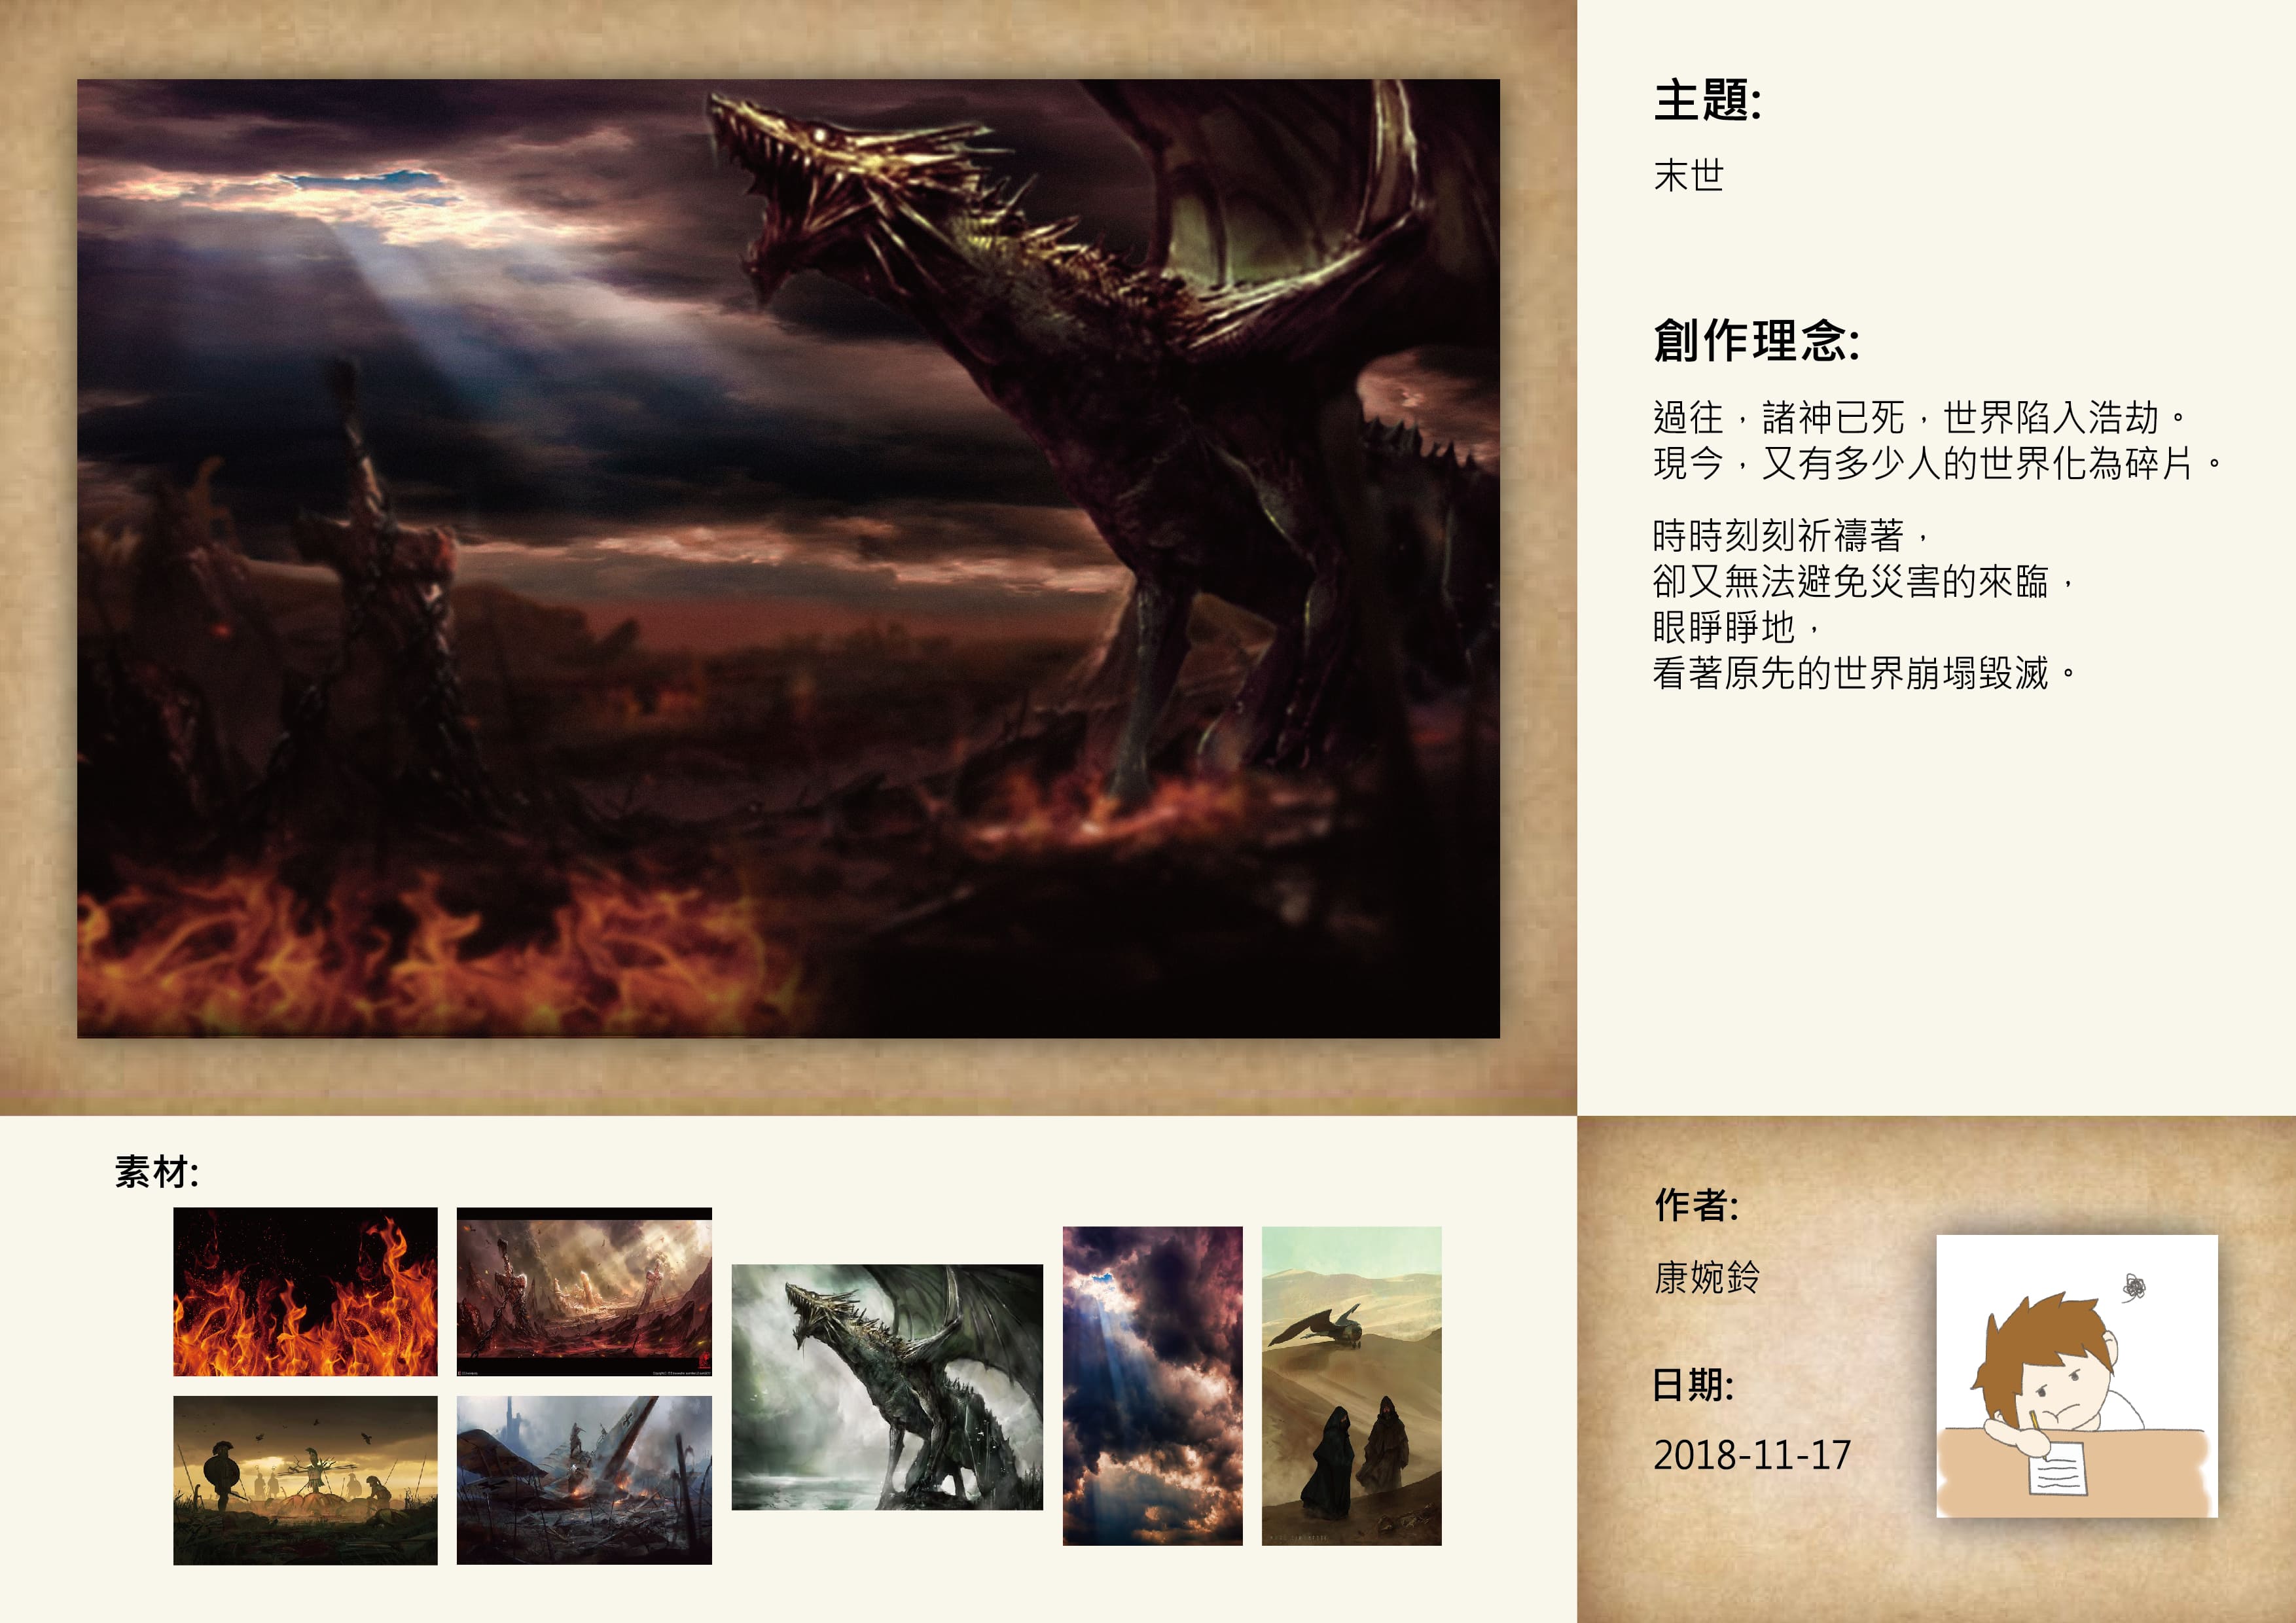 主題:
末世
創作理念:
過往，諸神已死，世界陷入浩劫。
現今，又有多少人的世界化為碎片。
時時刻刻祈禱著，
卻又無法避免災害的來臨，
眼睜睜地，
看著原先的世界崩塌毀滅。
素材:
作者:
康婉鈴
日期:
2018-11-17